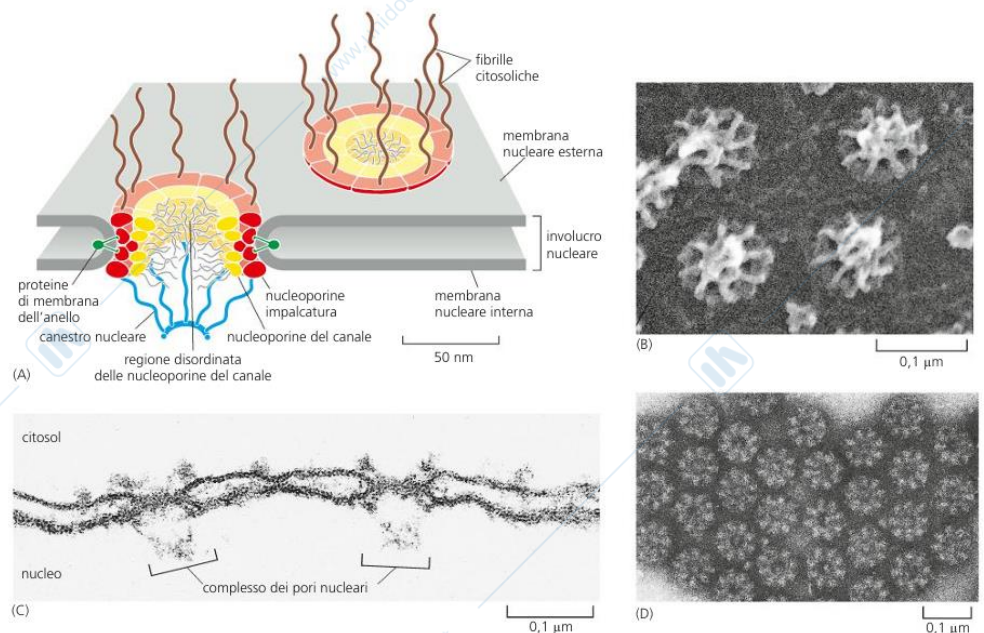 fibrille
citosoliche
membrana
nucleare esterna
involucro
nucleare
proteine
di membrana
dell'anello
canestro nucleare
nucleoporine
impalcatura
nucleoporine del canale
regione disordinata
delle nucleoporine del canale
membrana
nucleare interna
50 nm
(A)
(B)
0,1 μm
citosol
nucleo
complesso dei pori nucleari
(C)
0,1 μm
(D)
0,1 μm